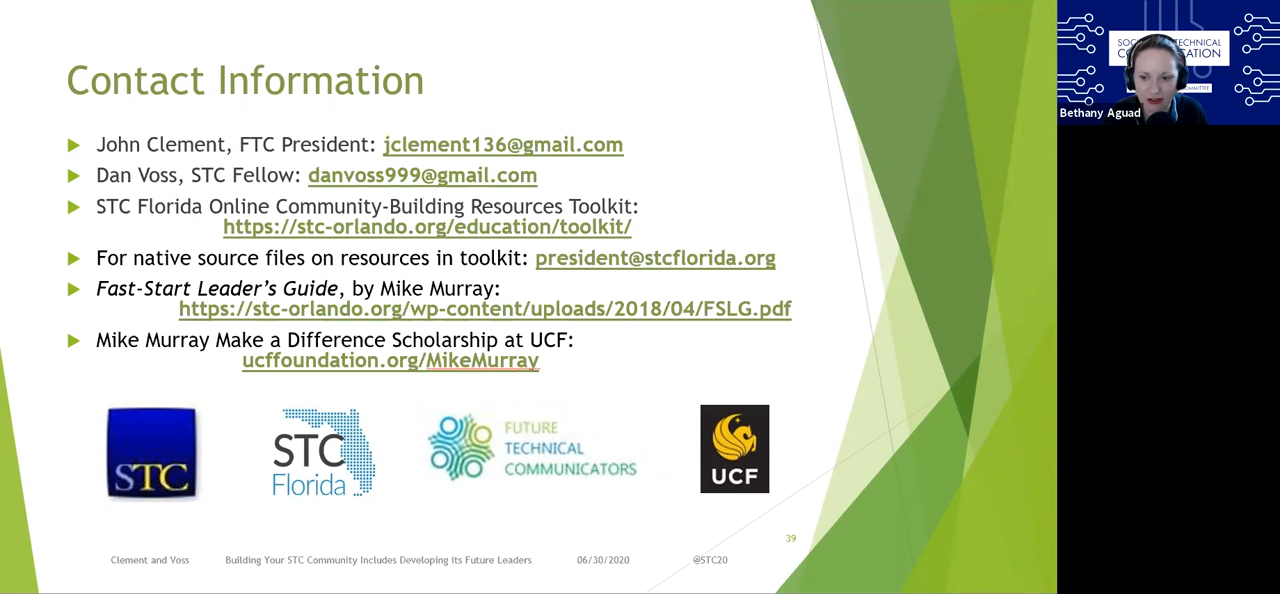 Contact Information
John Clement, FTC President: jclement136@gmail.com
Dan Voss, STC Fellow: danvoss999@gmail.com
STC Florida Online Community-Building Resources Toolkit:
https://stc-orlando.org/education/toolkit/
For native source files on resources in toolkit: president@stcflorida.org
Fast-Start Leader’s Guide, by Mike Murray:
https://stc-orlando.org/wp-content/uploads/2018/04/FSLG.pdf
Mike Murray Make a Difference Scholarship at UCF:
ucffoundation.org/MikeMurray
STC
STC
Florida
FUTURE
TECHNICAL
COMMUNICATORS
UCF
39
Clement and Voss Building Your STC Community Includes Developing its Future Leaders 06/30/2020 @STC20
TECHNICAL
Bethany Aguad